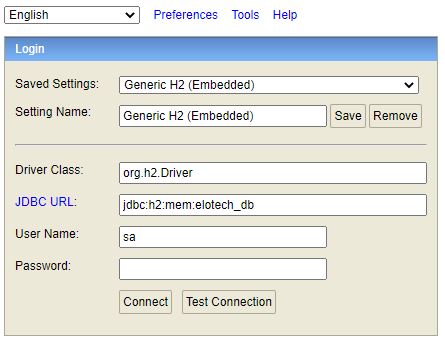 English Preferences Tools Help
Login
Saved Settings: Generic H2 (Embedded)
Setting Name: Generic H2 (Embedded) Save Remove
Driver Class: org.h2.Driver
JDBC URL: jdbc:h2:mem:elotech_db
User Name: sa
Password:
Connect Test Connection